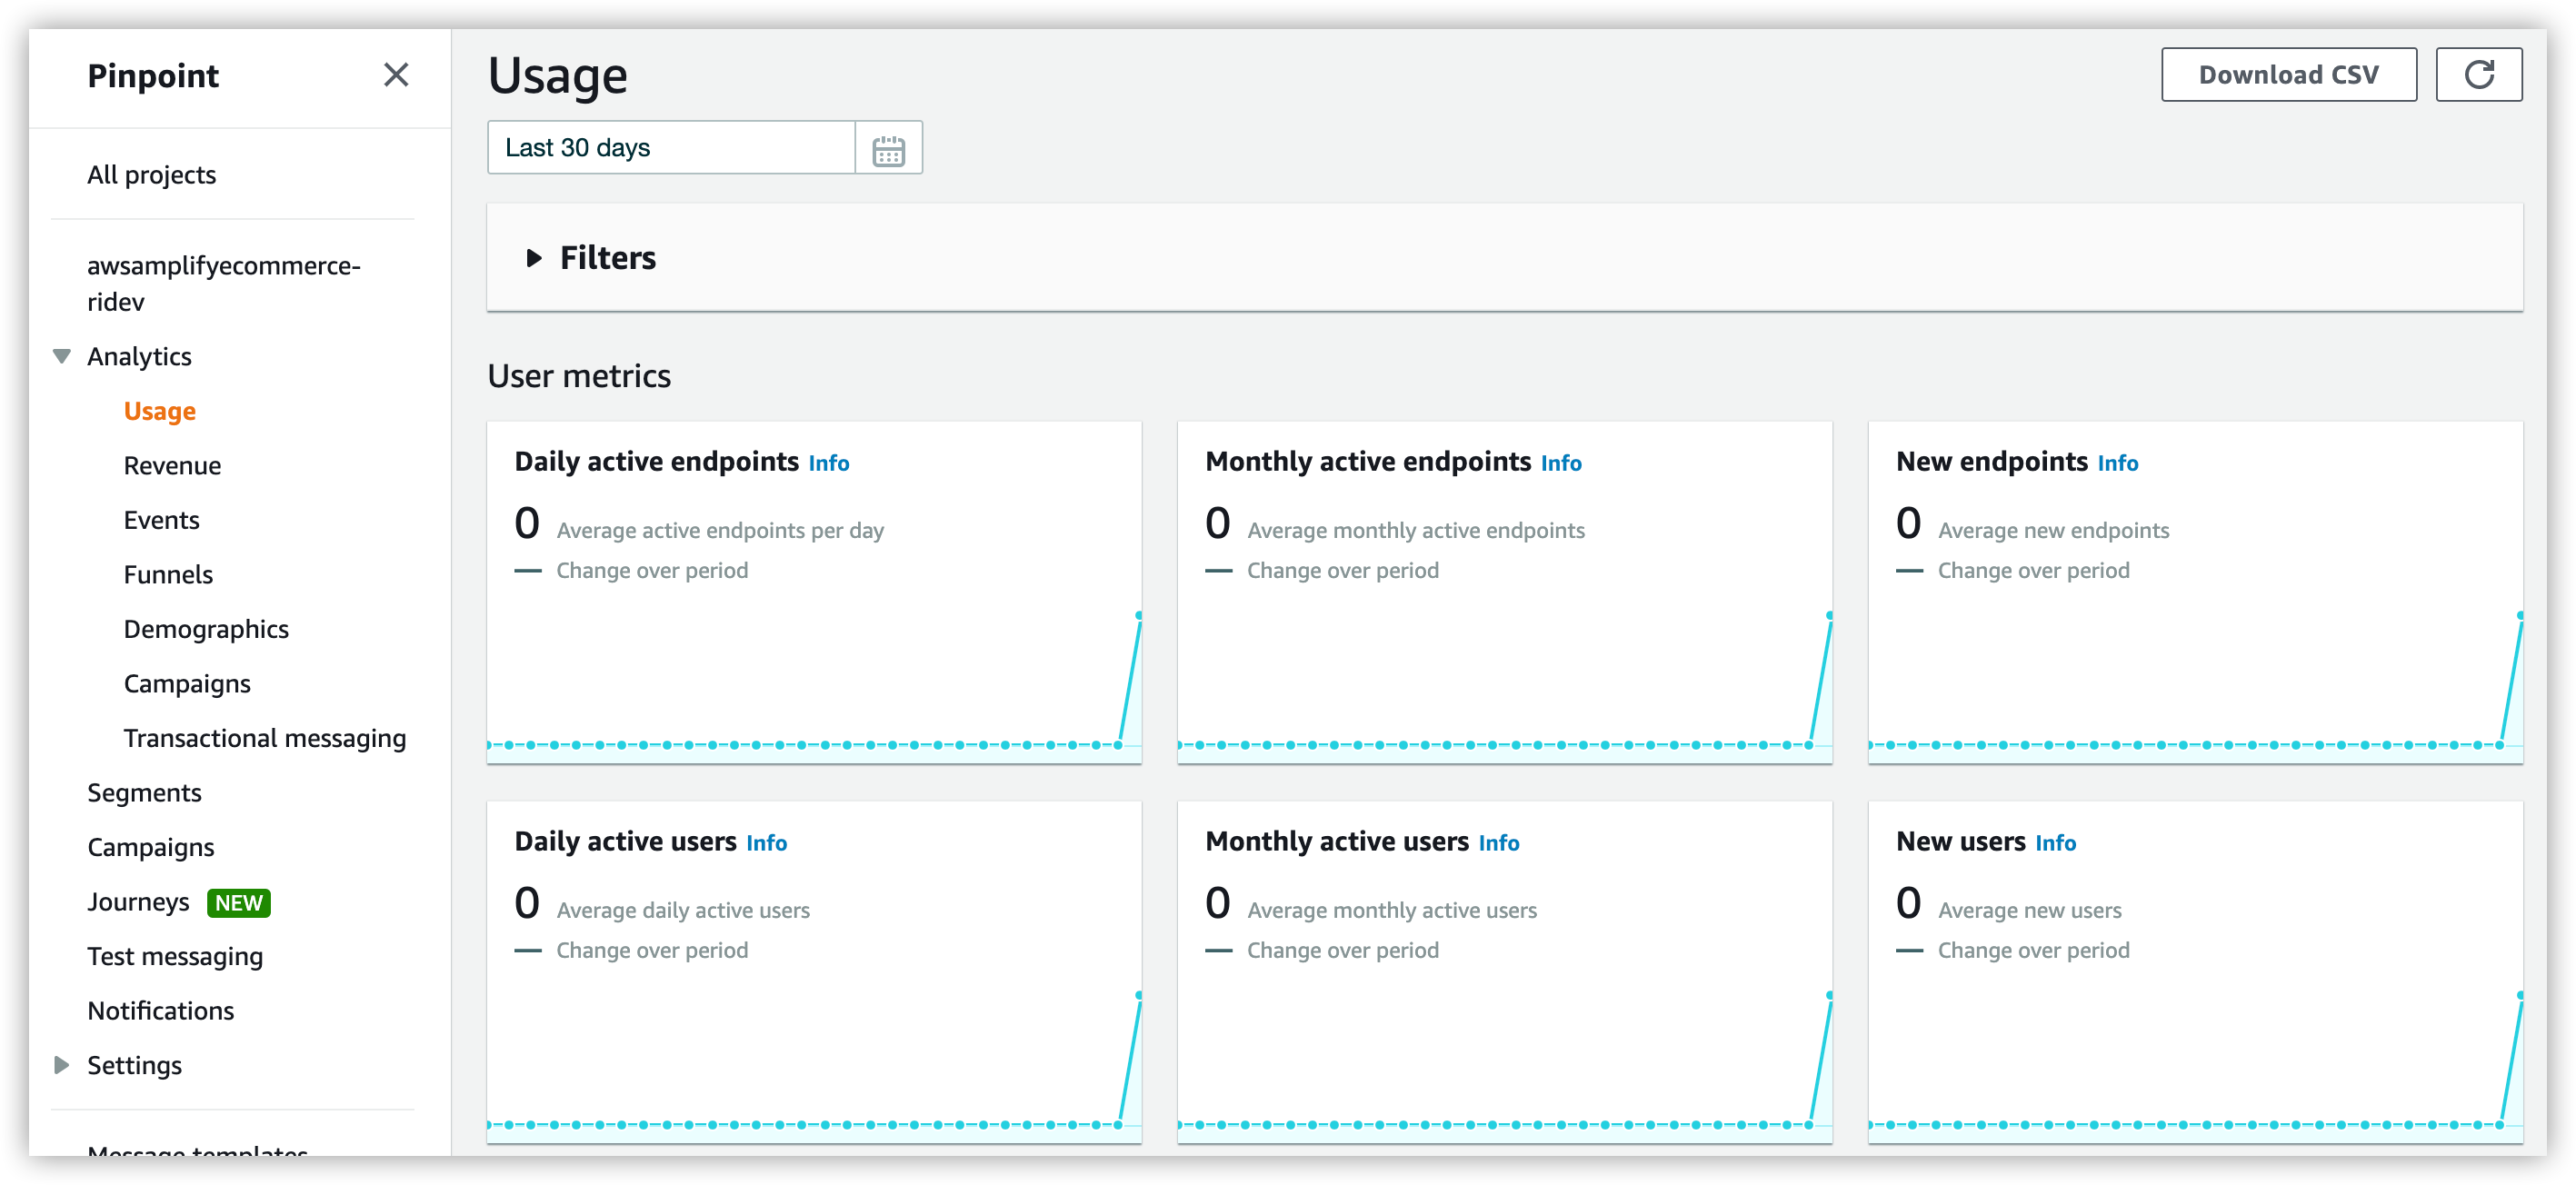 Pinpoint
All projects
awsamplifyecommerce-
ridev
Analytics
Usage
Revenue
Events
Funnels
Demographics
Campaigns
Transactional messaging
Segments
Campaigns
Journeys NEW
Test messaging
Notifications
Settings
Message templates
Usage
Download CSV
Last 30 days
Filters
User metrics
Daily active endpoints Info
0 Average active endpoints per day
Change over period
Monthly active endpoints Info
0 Average monthly active endpoints
Change over period
New endpoints Info
0 Average new endpoints
Change over period
Daily active users Info
0 Average daily active users
Change over period
Monthly active users Info
0 Average monthly active users
Change over period
New users Info
0 Average new users
Change over period